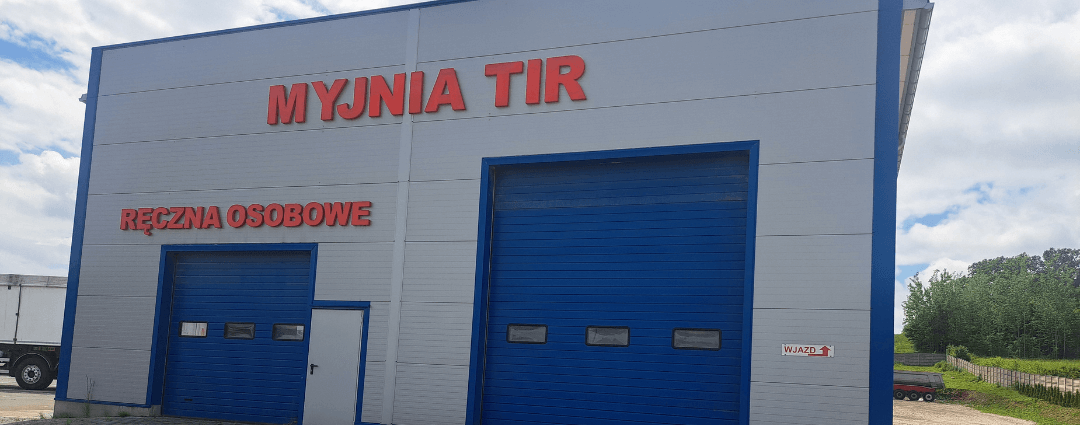 MYJNIA TIR
RĘCZNA OSOBOWE
WJAZD